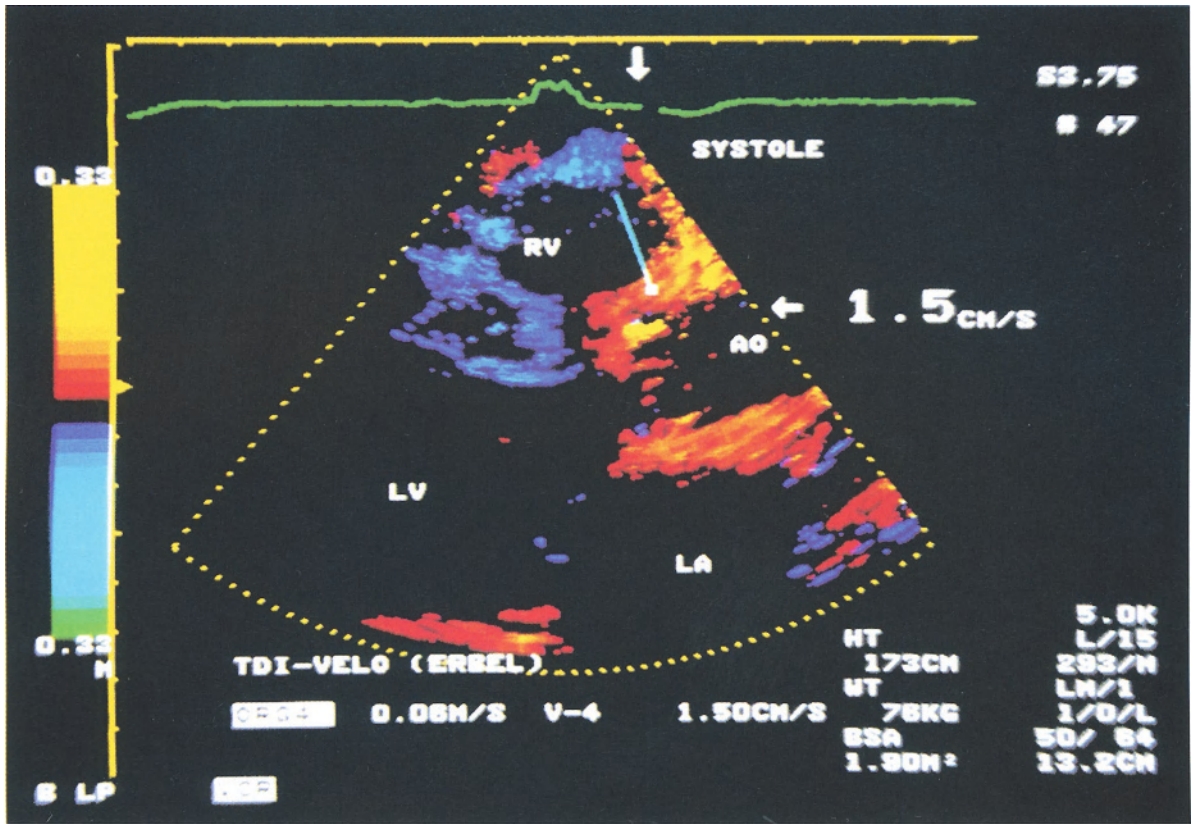 S3.75
# 47
SYSTOLE
0.33
RV
← 1.5CM/S
AO
LV
LA
0.33
M
TDI-VELO (ERBEL)
0.06M/S V-4 1.50CM/S
HT
173CM
WT
76KG
BSA
1.90M²
5.0K
L/15
293/M
LM/1
1/0/L
50/ 64
13.2CM
B LP